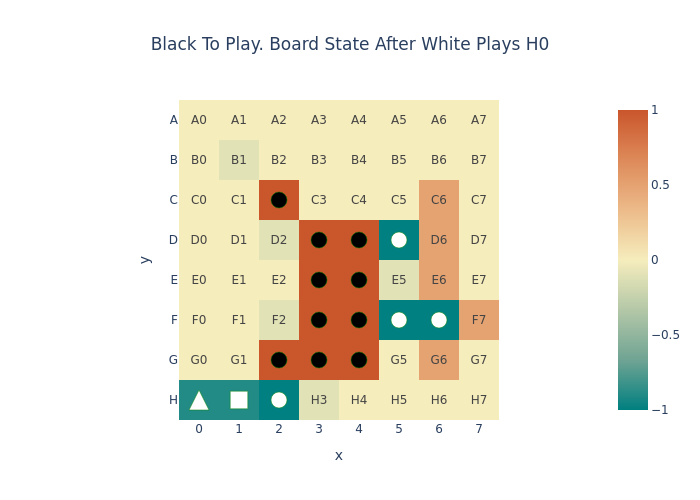 Black To Play. Board State After White Plays H0
A A0 A1 A2 A3 A4 A5 A6 A7
B B0 B1 B2 B3 B4 B5 B6 B7
C C0 C1 C3 C4 C5 C6 C7
D D0 D1 D2 D6 D7
E E0 E1 E2 E5 E6 E7
F F0 F1 F2 F7
G G0 G1 G5 G6 G7
H H3 H4 H5 H6 H7
0 1 2 3 4 5 6 7
x
y
1
0.5
0
−0.5
−1